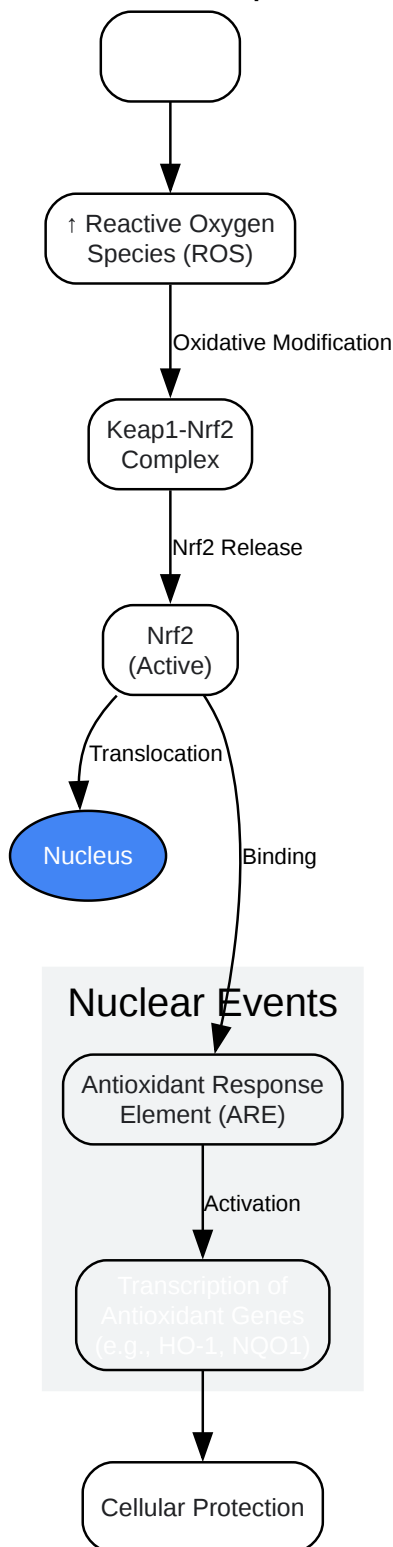 ↑ Reactive Oxygen
Species (ROS)
Oxidative Modification
Keap1-Nrf2
Complex
Nrf2 Release
Nrf2
(Active)
Translocation
Nucleus
Binding
Nuclear Events
Antioxidant Response
Element (ARE)
Activation
Transcription of
Antioxidant Genes
(e.g., HO-1, NQO1)
Cellular Protection